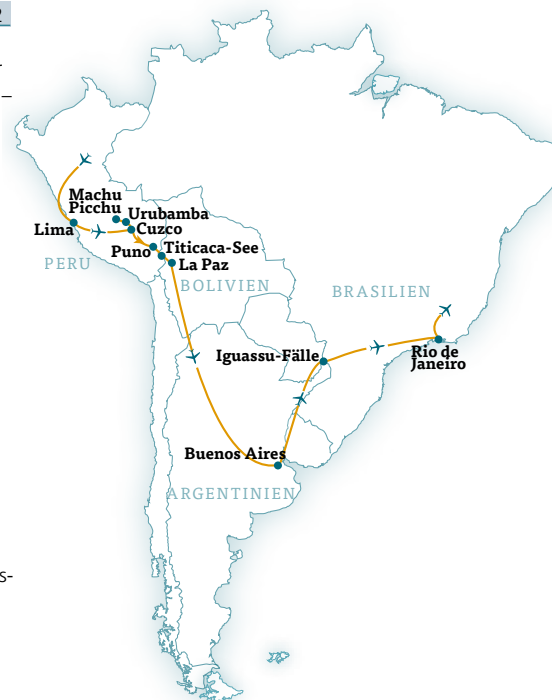 2
–
Machu
Picchu
Urubamba
Lima
Cuzco
Puno
Titicaca-See
La Paz
PERU
BOLIVIEN
BRASILIEN
Iguassu-Fälle
Rio de
Janeiro
Buenos Aires
ARGENTINIEN
s-